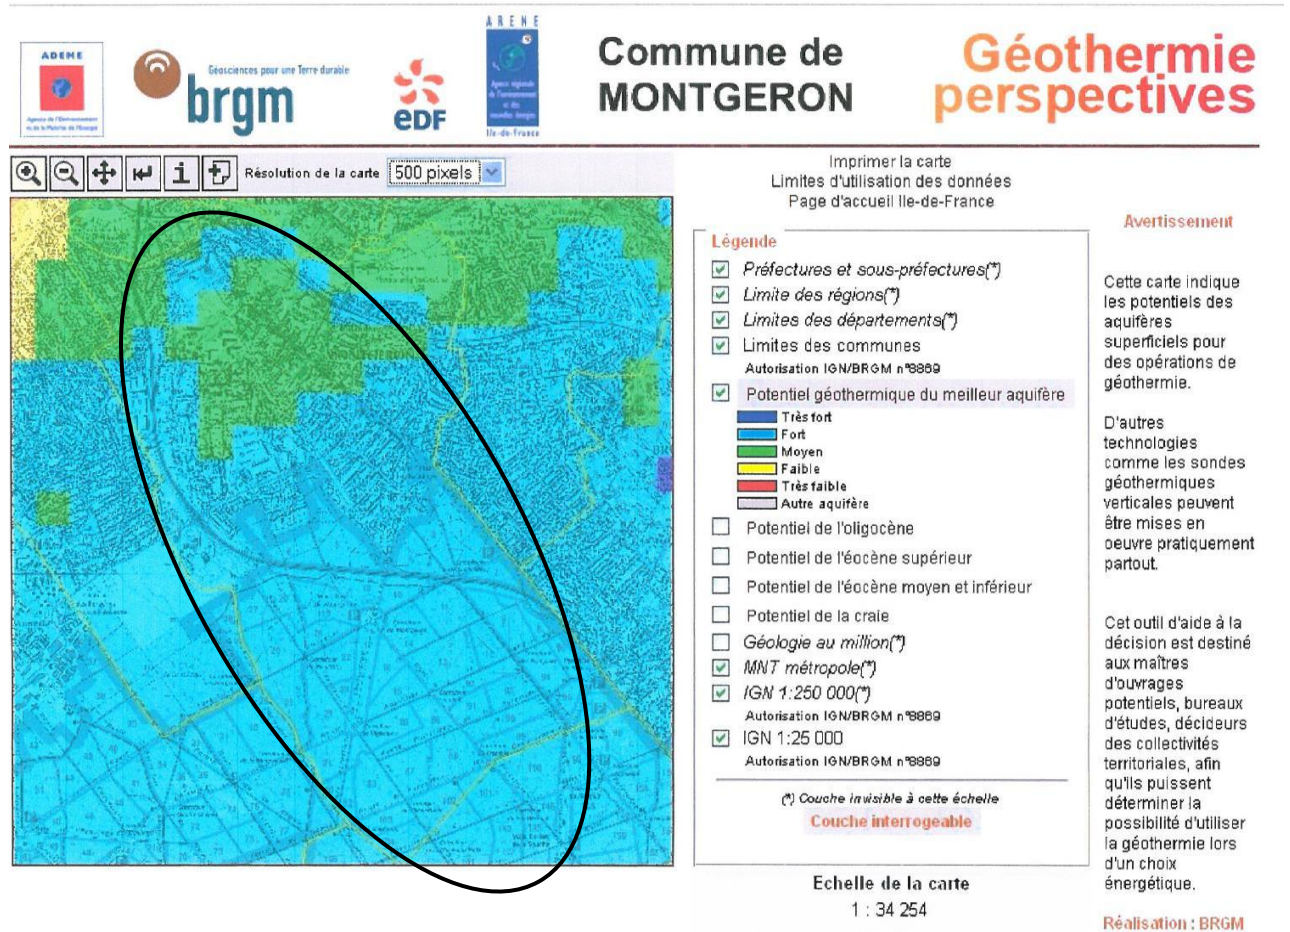 ADEME
Agence de l'Environnement
et de la Maîtrise de l'Energie
Géosciences pour une Terre durable
brgm
eDF
ARENE
Ile-de-France
Commune de
MONTGERON
Géothermie
perspectives
Résolution de la carte 500 pixels
Imprimer la carte
Limites d'utilisation des données
Page d'accueil Ile-de-France
Légende
Préfectures et sous-préfectures(*)
Limite des régions(*)
Limites des départements(*)
Limites des communes
Autorisation IGN/BRGM n°8869
Potentiel géothermique du meilleur aquifère
Très fort
Fort
Moyen
Faible
Très faible
Autre aquifère
Potentiel de l'oligocène
Potentiel de l'éocène supérieur
Potentiel de l'éocène moyen et inférieur
Potentiel de la craie
Géologie au million(*)
MNT métropole(*)
IGN 1:250 000(*)
Autorisation IGN/BRGM n°8869
IGN 1:25 000
Autorisation IGN/BRGM n°8869
(*) Couche invisible à cette échelle
Couche interrogeable
Echelle de la carte
1 : 34 254
Avertissement
Cette carte indique
les potentiels des
aquifères
superficiels pour
des opérations de
géothermie.
D'autres
technologies
comme les sondes
géothermiques
verticales peuvent
être mises en
oeuvre pratiquement
partout.
Cet outil d'aide à la
décision est destiné
aux maîtres
d'ouvrages
potentiels, bureaux
d'études, décideurs
des collectivités
territoriales, afin
qu'ils puissent
déterminer la
possibilité d'utiliser
la géothermie lors
d'un choix
énergétique.
Réalisation : BRGM